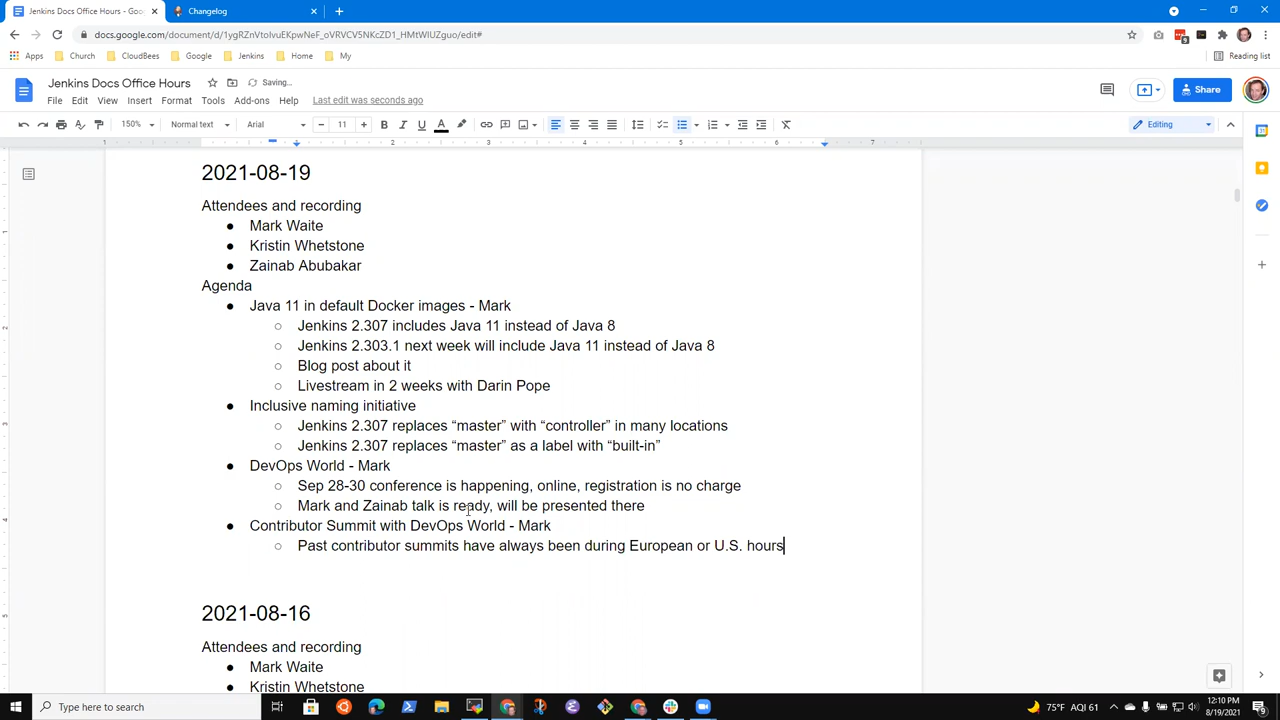 Jenkins Docs Office Hours - Goo
Changelog
docs.google.com/document/d/1ygRZnVtoIvuEKpwNeF_oVRVCV5NKcZD1_HMtWIUZguo/edit#
Apps
Church
CloudBees
Google
Jenkins
Home
My
Reading list
Jenkins Docs Office Hours
Saving...
File Edit View Insert Format Tools Add-ons Help
Last edit was seconds ago
Share
150%
Normal text
Arial
11
Editing
1 2 3 4 5 6 7
2021-08-19
Attendees and recording
● Mark Waite
● Kristin Whetstone
● Zainab Abubakar
Agenda
● Java 11 in default Docker images - Mark
○ Jenkins 2.307 includes Java 11 instead of Java 8
○ Jenkins 2.303.1 next week will include Java 11 instead of Java 8
○ Blog post about it
○ Livestream in 2 weeks with Darin Pope
● Inclusive naming initiative
○ Jenkins 2.307 replaces “master” with “controller” in many locations
○ Jenkins 2.307 replaces “master” as a label with “built-in”
● DevOps World - Mark
○ Sep 28-30 conference is happening, online, registration is no charge
○ Mark and Zainab talk is ready, will be presented there
● Contributor Summit with DevOps World - Mark
○ Past contributor summits have always been during European or U.S. hours
2021-08-16
Attendees and recording
● Mark Waite
● Kristin Whetstone
Type here to search
75°F AQI 61
12:10 PM
8/19/2021